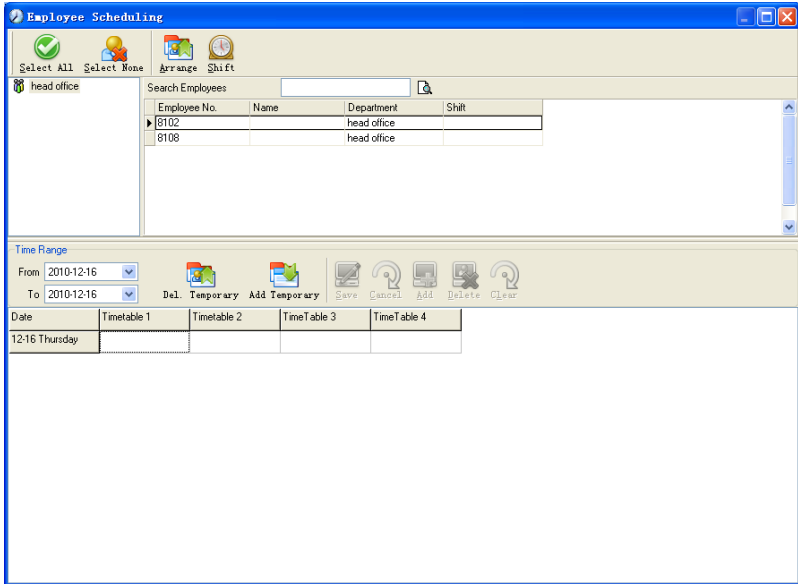 Employee Scheduling
Select All Select None Arrange Shift
head office
Search Employees
Employee No. Name Department Shift
8102 head office
8108 head office
Time Range
From 2010-12-16
To 2010-12-16
Del. Temporary Add Temporary Save Cancel Add Delete Clear
Date Timetable 1 Timetable 2 TimeTable 3 TimeTable 4
12-16 Thursday